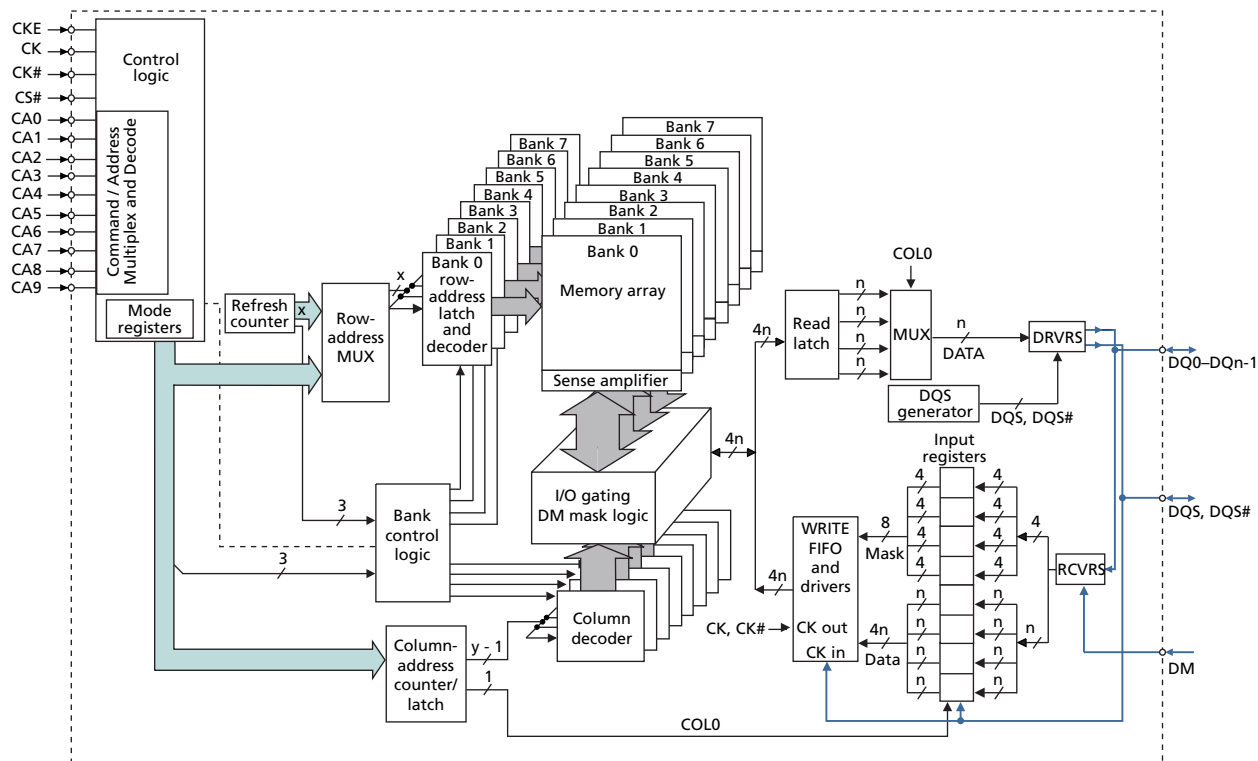 CKE
CK
CK#
CS#
CA0
CA1
CA2
CA3
CA4
CA5
CA6
CA7
CA8
CA9
Control
logic
Command / Address
Multiplex and Decode
Mode
registers
Refresh
counter
x
Row-
address
MUX
x
Bank 7
Bank 6
Bank 5
Bank 4
Bank 3
Bank 2
Bank 1
Bank 0
row-
address
latch
and
decoder
Bank 7
Bank 6
Bank 5
Bank 4
Bank 3
Bank 2
Bank 1
Bank 0
Memory array
Sense amplifier
3
3
Bank
control
logic
I/O gating
DM mask logic
Column
decoder
Column-
address
counter/
latch
y - 1
1
COL0
4n
4n
4n
Read
latch
n
n
n
n
COL0
MUX
n
DATA
DRVRS
DQS
generator
DQS, DQS#
DQ0–DQn-1
DQS, DQS#
DM
Input
registers
4
4
4
4
n
n
n
n
4
4
4
4
n
n
n
n
4
n
RCVRS
8
Mask
4n
Data
WRITE
FIFO
and
drivers
CK out
CK in
CK, CK#